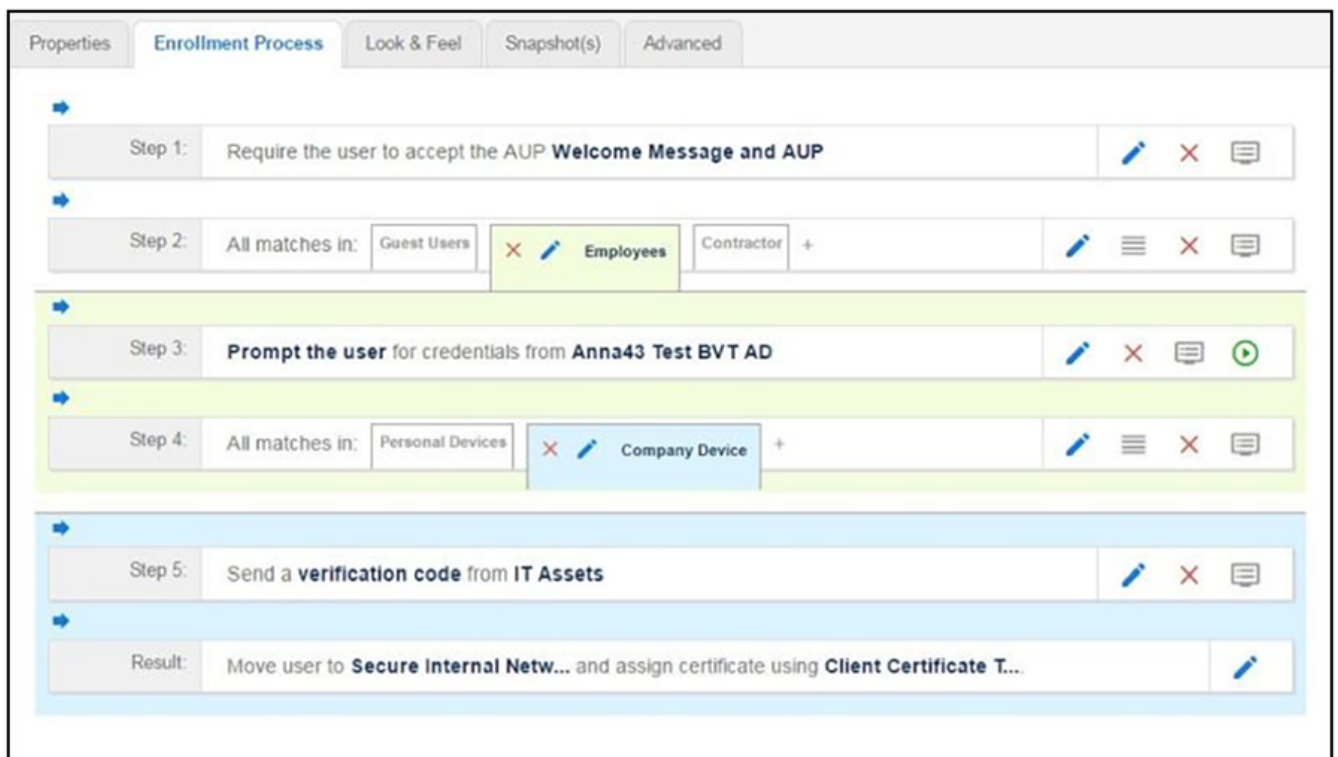 Properties Enrollment Process Look & Feel Snapshot(s) Advanced
Step 1: Require the user to accept the AUP Welcome Message and AUP
Step 2: All matches in: Guest Users Employees Contractor +
Step 3: Prompt the user for credentials from Anna43 Test BVT AD
Step 4: All matches in: Personal Devices Company Device +
Step 5: Send a verification code from IT Assets
Result: Move user to Secure Internal Netw... and assign certificate using Client Certificate T....